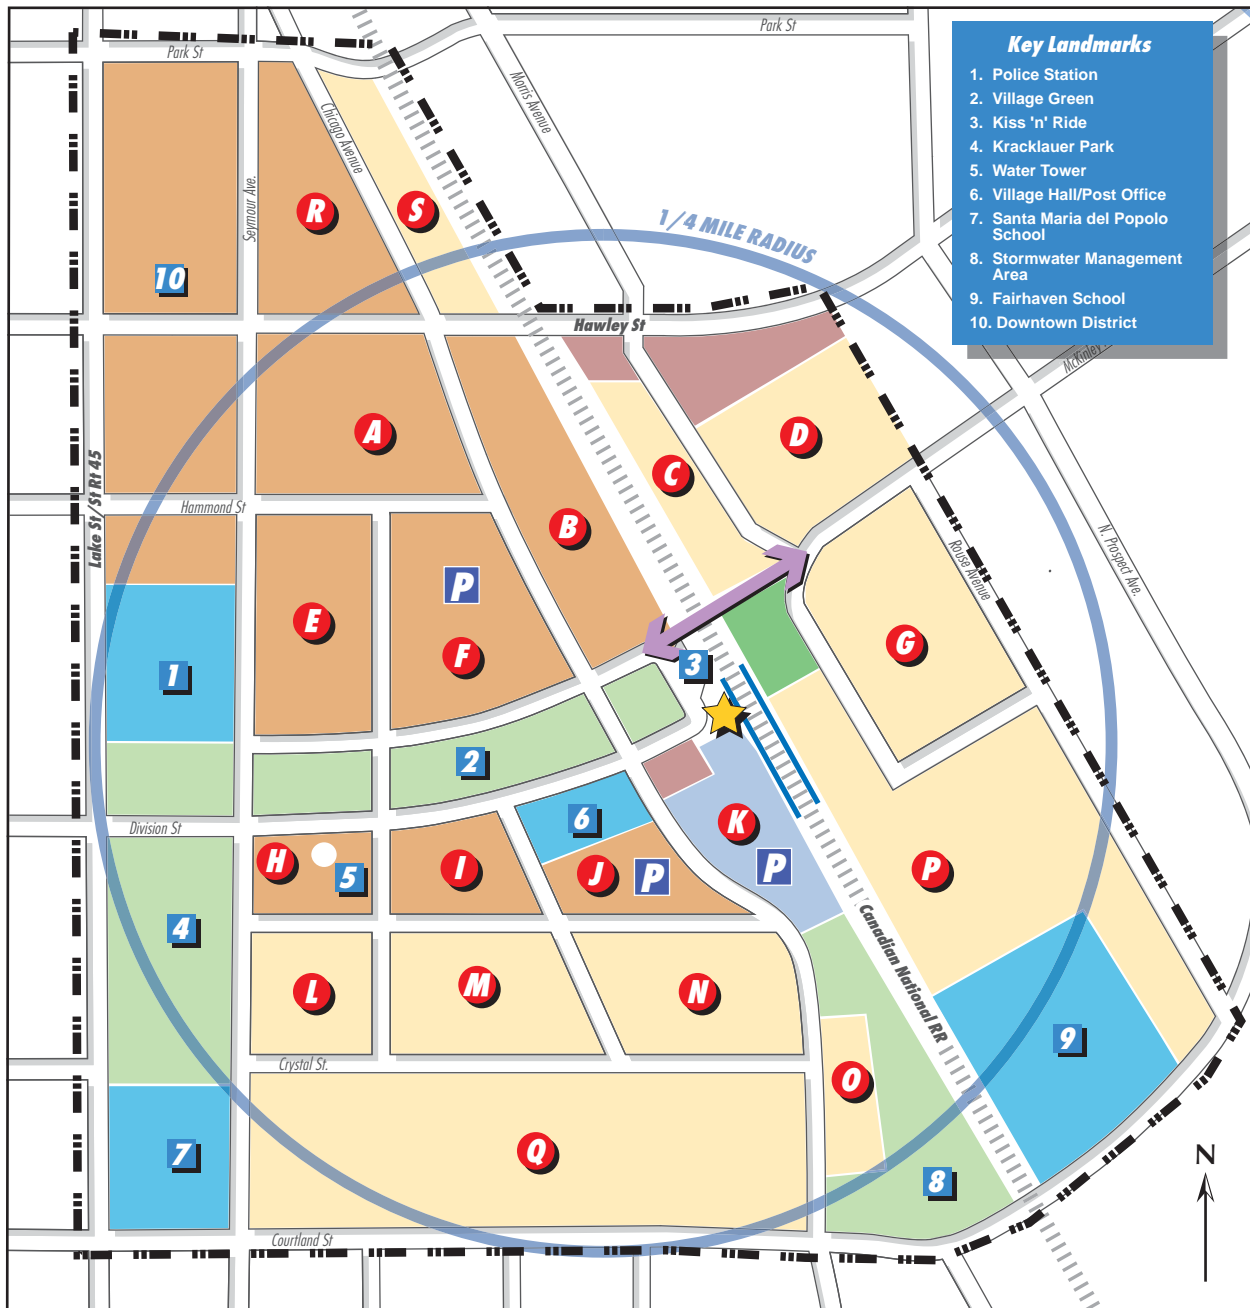 Park St
Park St
Key Landmarks
1. Police Station
2. Village Green
3. Kiss 'n' Ride
4. Kracklauer Park
5. Water Tower
6. Village Hall/Post Office
7. Santa Maria del Popolo
School
8. Stormwater Management
Area
9. Fairhaven School
10. Downtown District
Morris Avenue
Chicago Avenue
Seymour Ave.
R
S
1/4 MILE RADIUS
10
Hawley St
A
D
C
B
Lake St/St Rt 45
Hammond St
N. Prospect Ave.
Rouse Avenue
P
E
F
G
1
3
2
6
K
Division St
H
5
I
J
P
P
P
4
Canadian National RR
L
M
N
9
Crystal St.
O
Q
7
8
N
Courtland St